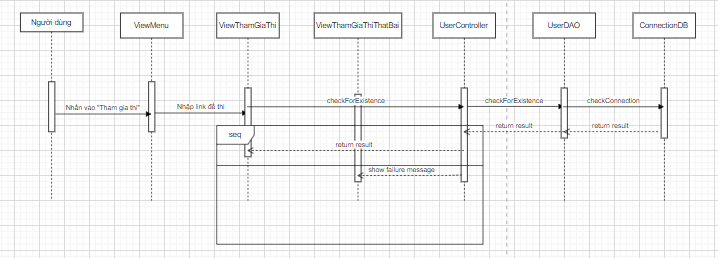 Người dùng
ViewMenu
ViewThamGiaThi
ViewThamGiaThiThatBai
UserController
UserDAO
ConnectionDB
Nhấn vào "Tham gia thi"
Nhập link đề thi
checkForExistence
checkForExistence
checkConnection
return result
return result
seq
return result
show failure message